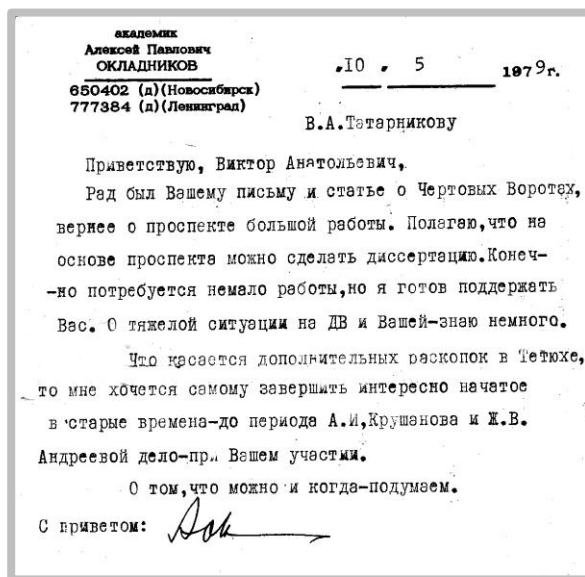 академик
Алексей Павлович
ОКЛАДНИКОВ
650402 (д)(Новосибирск)
777384 (д)(Ленинград)
.10 . 5 1979г.
В.А.Татарникову
Приветствую, Виктор Анатольевич,
Рад был Вашему письму и статье о Чертовых Воротах,
вернее о проспекте большой работы. Полагаю,что на
основе проспекта можно сделать диссертацию.Конеч-
-но потребуется немало работы,но я готов поддержать
Вас. О тяжелой ситуации на ДВ и Вашей-знаю немного.
Что касается дополнительных раскопок в Тетюхе,
то мне хочется самому завершить интересно начатое
в старые времена-до периода А.И,Крушанова и Ж.В.
Андреевой дело-при Вашем участии.
О том,что можно и когда-подумаем.
С приветом: